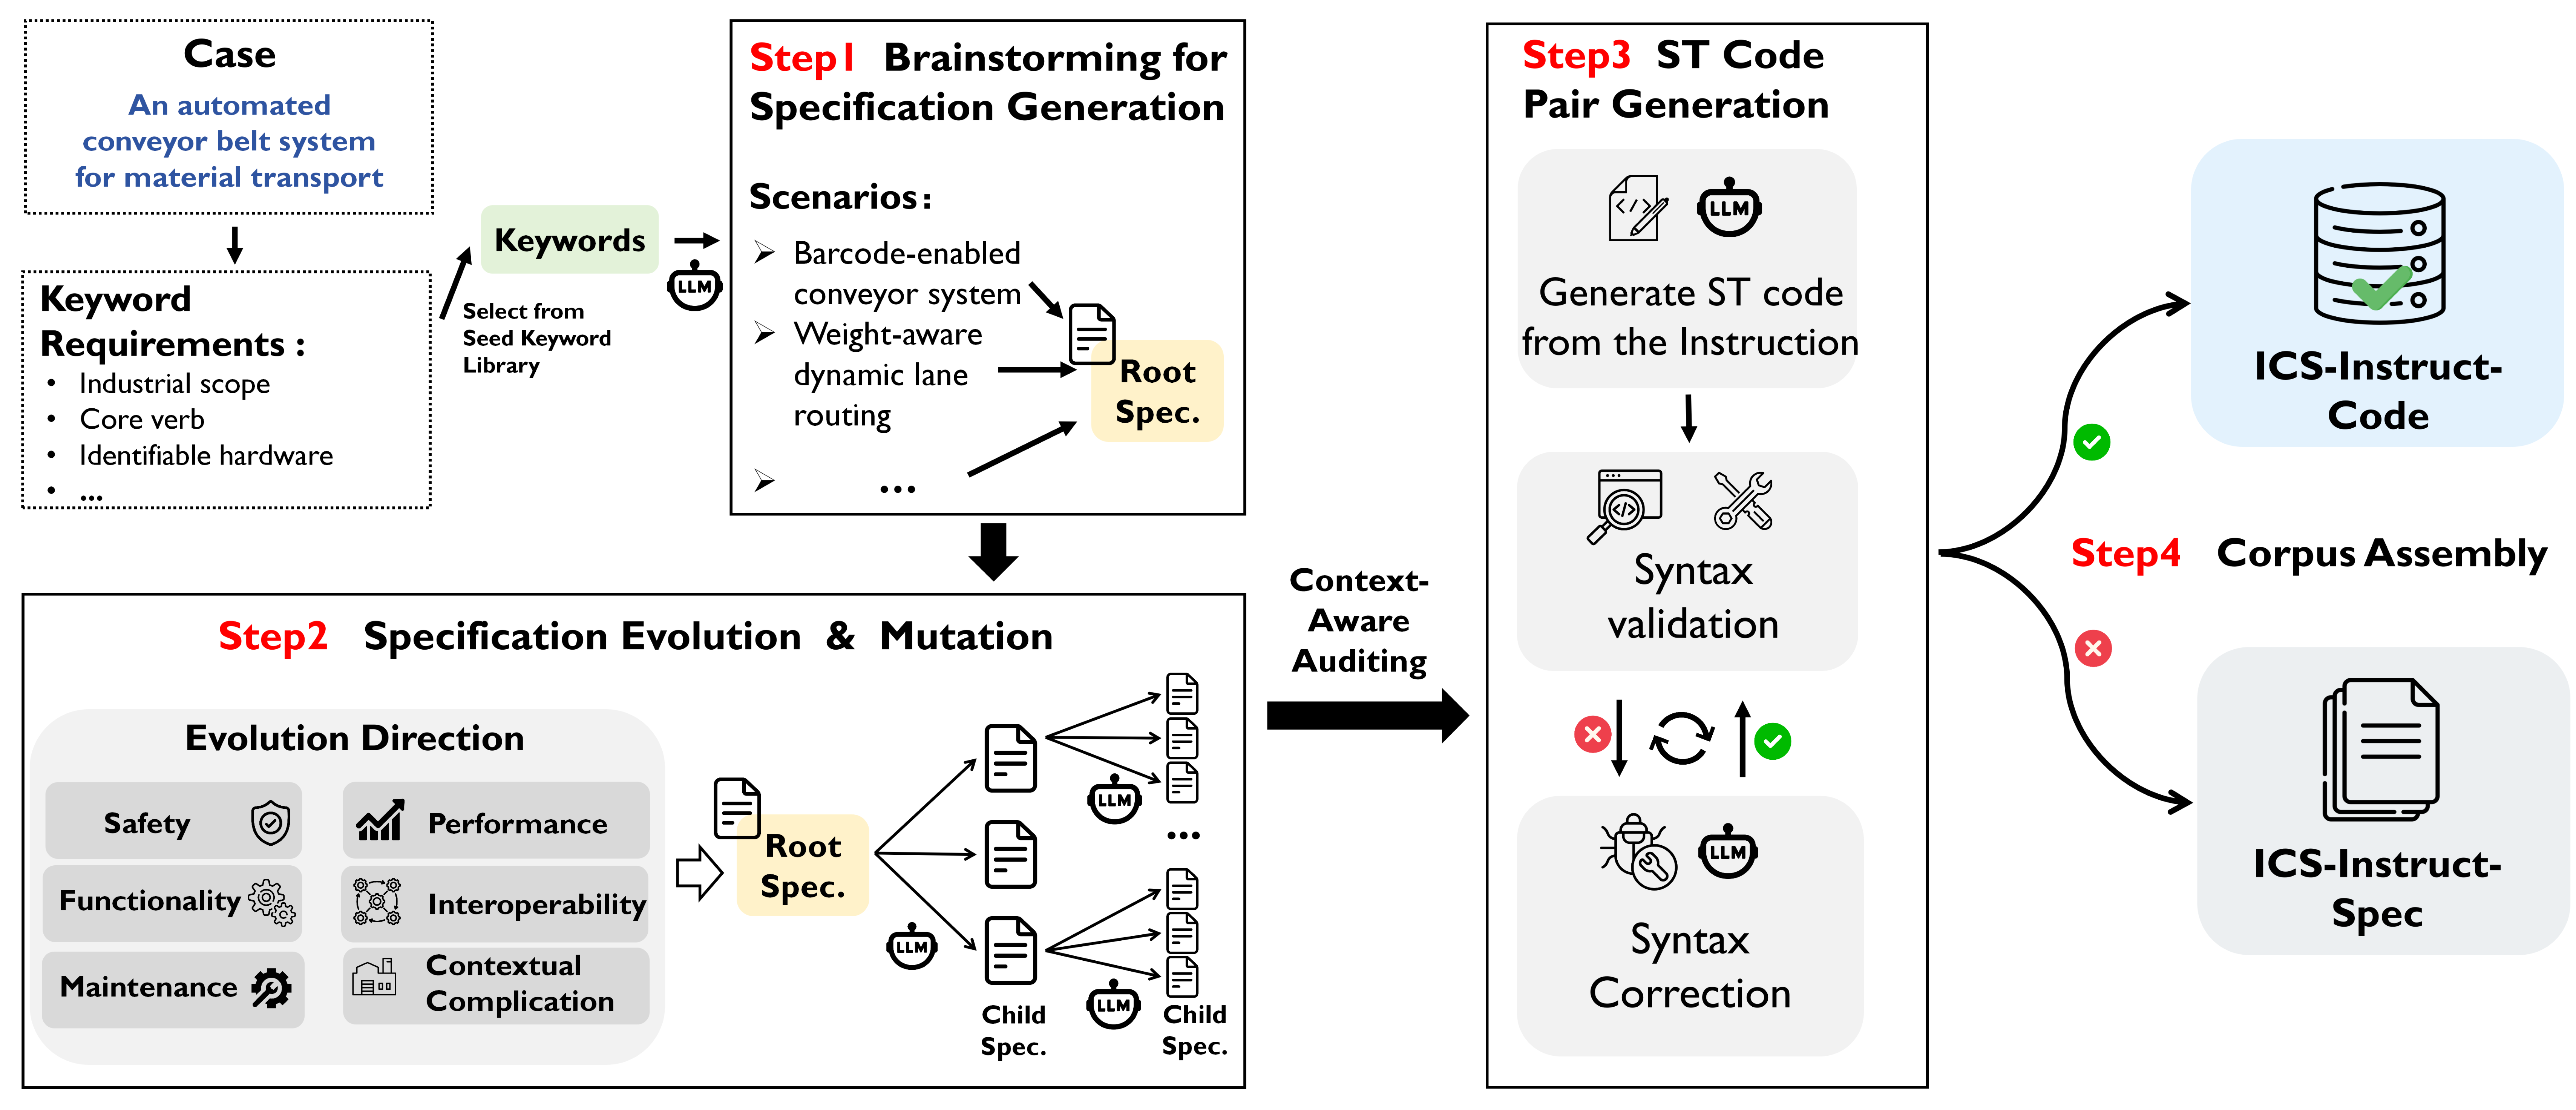 Case
An automated
conveyor belt system
for material transport
Keyword
Requirements :
• Industrial scope
• Core verb
• Identifiable hardware
• ...
Keywords
Select from
Seed Keyword
Library
LLM
Step1 Brainstorming for
Specification Generation
Scenarios :
➢ Barcode-enabled
conveyor system
➢ Weight-aware
dynamic lane
routing
➢ ...
Root
Spec.
Step2 Specification Evolution & Mutation
Evolution Direction
Safety
Performance
Functionality
Interoperability
Maintenance
Contextual
Complication
Root
Spec.
LLM
LLM
...
LLM
Child
Spec.
Child
Spec.
Context-
Aware
Auditing
Step3 ST Code
Pair Generation
LLM
Generate ST code
from the Instruction
Syntax
validation
LLM
Syntax
Correction
Step4 Corpus Assembly
ICS-Instruct-
Code
ICS-Instruct-
Spec